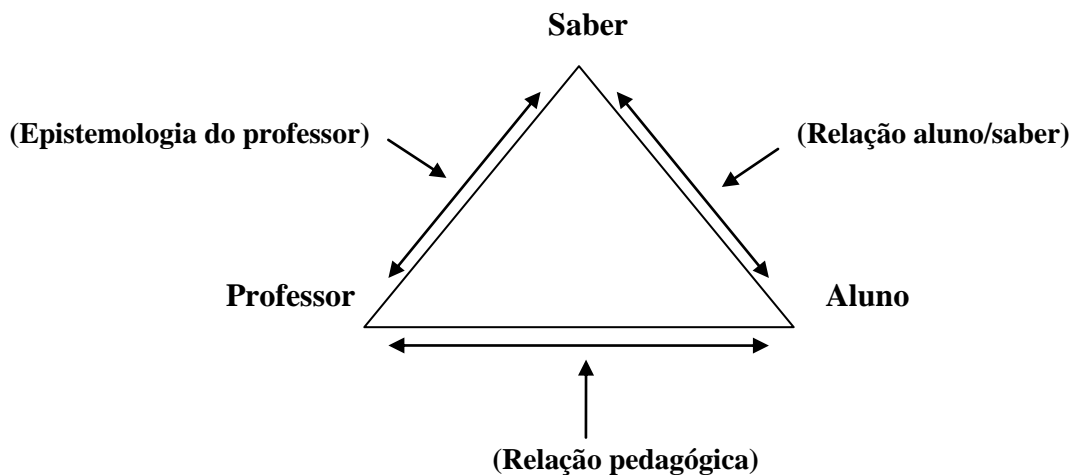 Saber
(Epistemologia do professor)
(Relação aluno/saber)
Professor
Aluno
(Relação pedagógica)